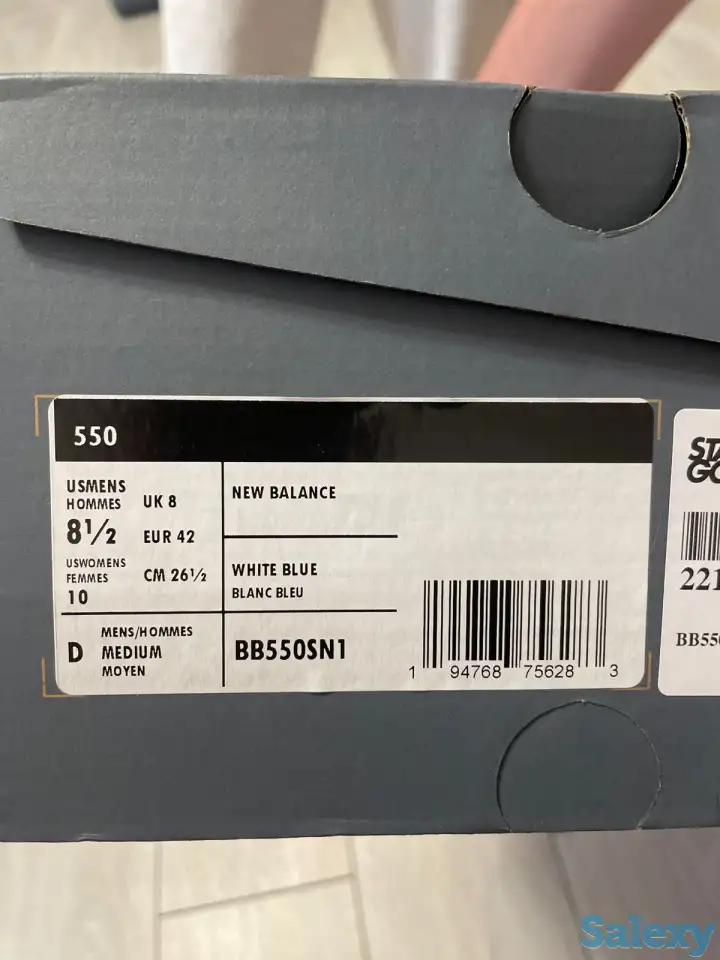 550
USMENS
HOMMES
8½
USWOMENS
FEMMES
10
UK 8
EUR 42
CM 26½
NEW BALANCE
WHITE BLUE
BLANC BLEU
D
MENS/HOMMES
MEDIUM
MOYEN
BB550SN1
1 94768 75628 3
221
Salexy